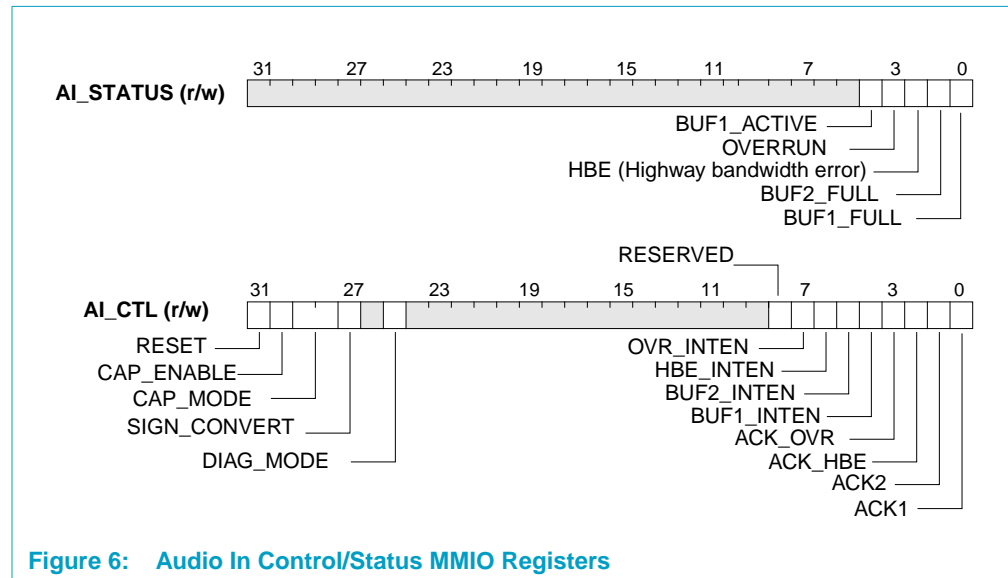 31 27 23 19 15 11 7 3 0
AI_STATUS (r/w)
BUF1_ACTIVE
OVERRUN
HBE (Highway bandwidth error)
BUF2_FULL
BUF1_FULL
RESERVED
31 27 23 19 15 11 7 3 0
AI_CTL (r/w)
RESET OVR_INTEN
CAP_ENABLE HBE_INTEN
CAP_MODE BUF2_INTEN
SIGN_CONVERT BUF1_INTEN
ACK_OVR
DIAG_MODE ACK_HBE
ACK2
ACK1
Figure 6: Audio In Control/Status MMIO Registers